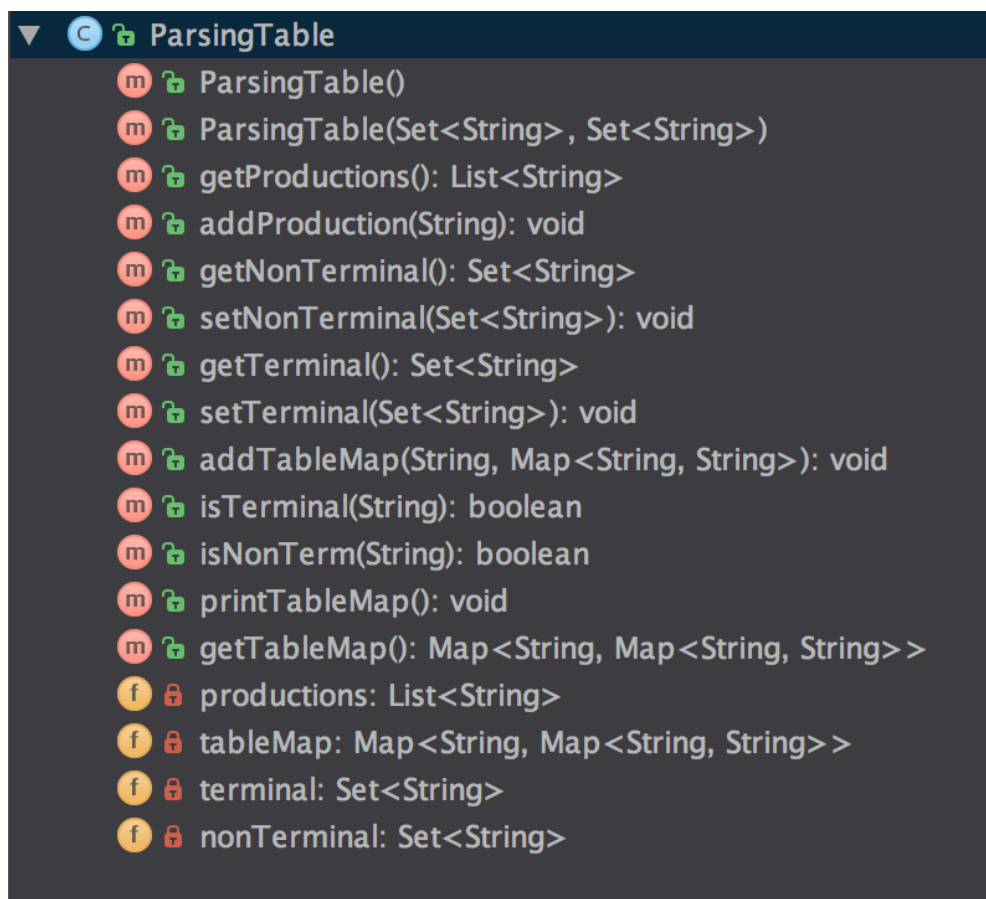 ParsingTable
ParsingTable()
ParsingTable(Set<String>, Set<String>)
getProductions(): List<String>
addProduction(String): void
getNonTerminal(): Set<String>
setNonTerminal(Set<String>): void
getTerminal(): Set<String>
setTerminal(Set<String>): void
addTableMap(String, Map<String, String>): void
isTerminal(String): boolean
isNonTerm(String): boolean
printTableMap(): void
getTableMap(): Map<String, Map<String, String>>
productions: List<String>
tableMap: Map<String, Map<String, String>>
terminal: Set<String>
nonTerminal: Set<String>